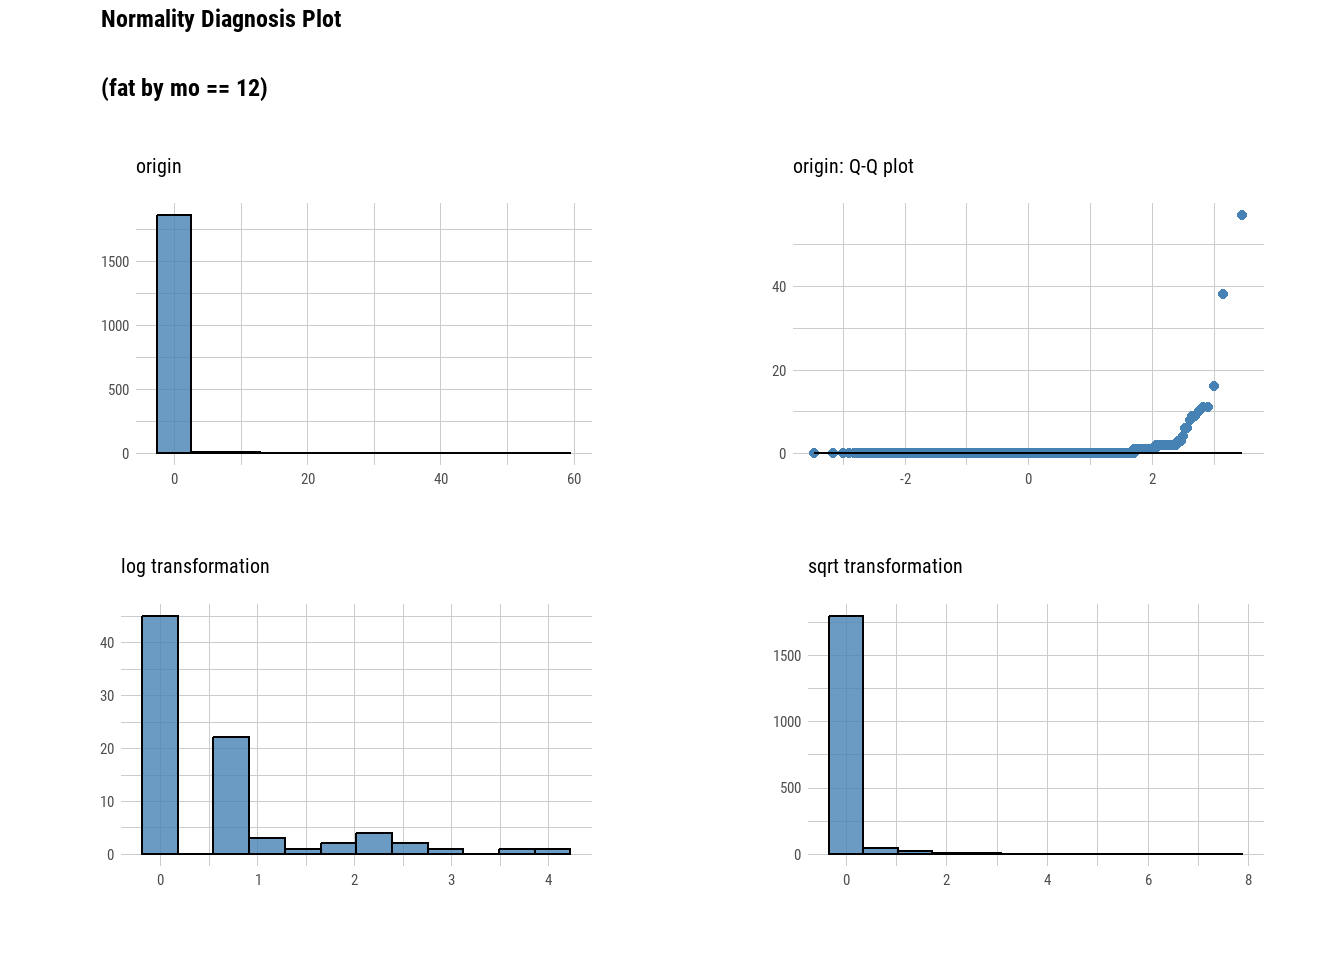 Normality Diagnosis Plot
(fat by mo == 12)
origin
1500
1000
500
0
0 20 40 60
origin: Q-Q plot
40
20
0
-2 0 2
log transformation
40
30
20
10
0
0 1 2 3 4
sqrt transformation
1500
1000
500
0
0 2 4 6 8